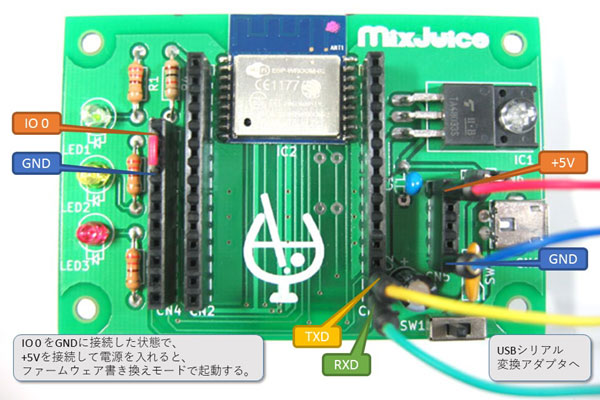 MixJuice
ANT1
R1
CE1177
IC2
IC1
IO 0
GND
+5V
LED1
LED2
LED3
GND
CN5
CN4
CN2
SW1
TXD
RXD
IO 0 をGNDに接続した状態で、
+5Vを接続して電源を入れると、
ファームウェア書き換えモードで起動する。
USBシリアル
変換アダプタへ